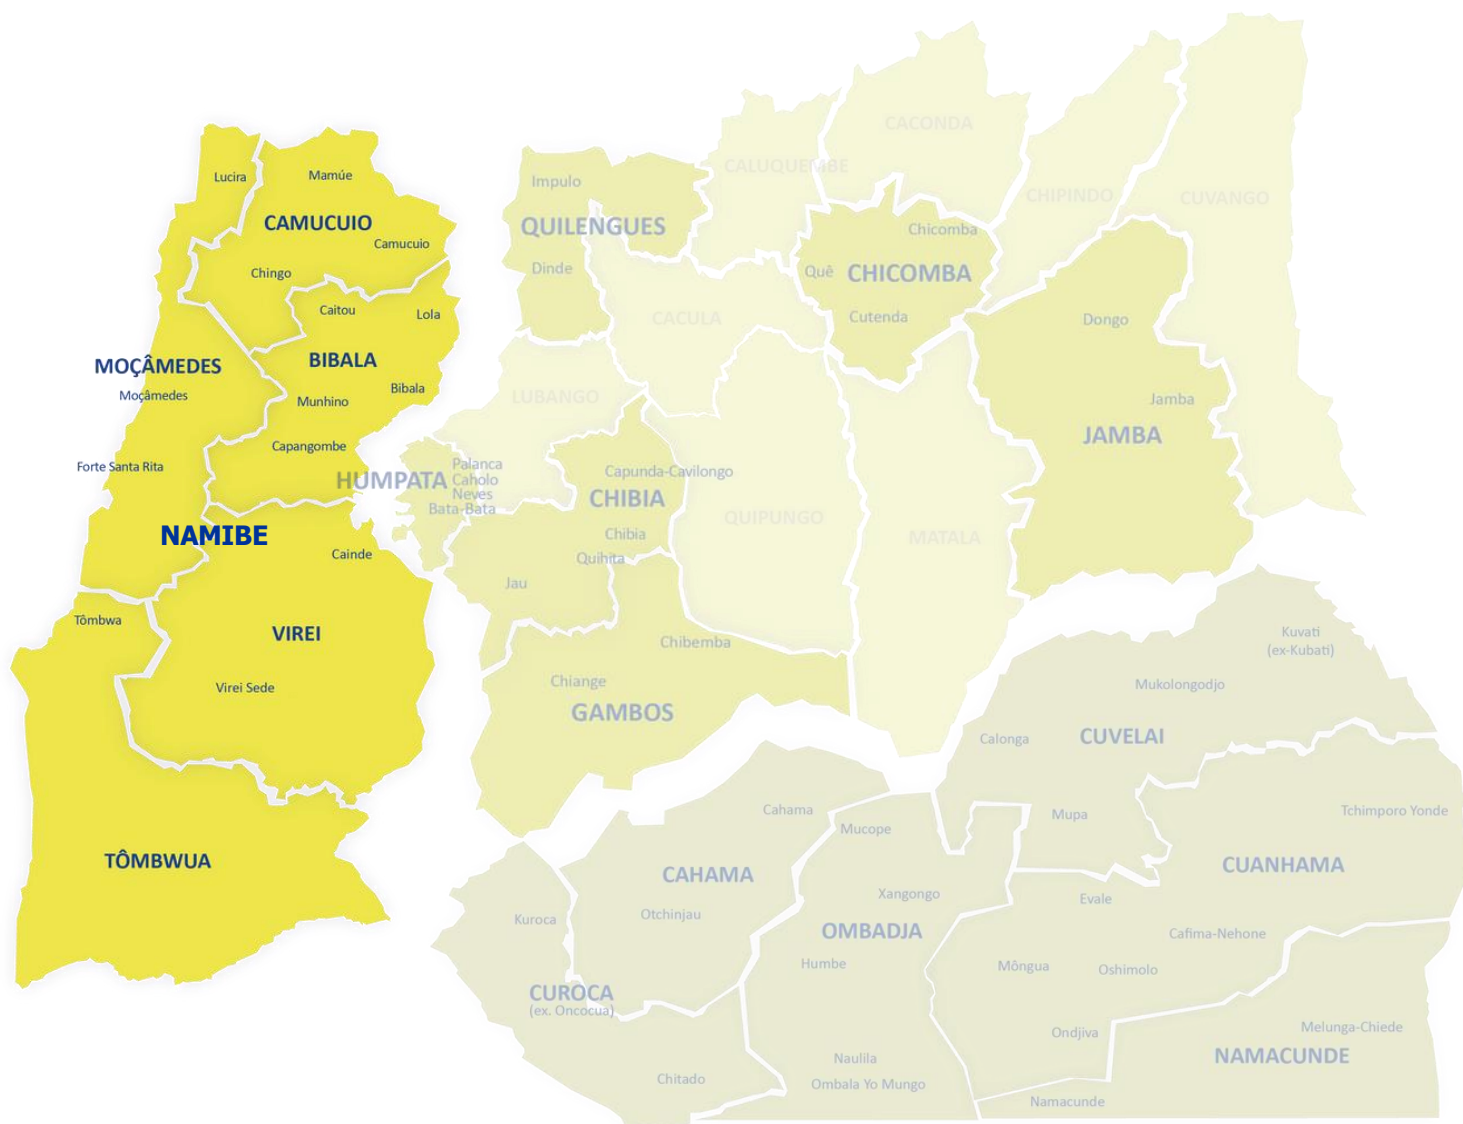 Lucira
Mamúe
CAMUCUIO
Camucuio
Chingo
Caitou
Lola
MOÇÂMEDES
Moçâmedes
BIBALA
Bibala
Munhino
Capangombe
Forte Santa Rita
NAMIBE
Cainde
Tômbwa
VIREI
Virei Sede
TÔMBWUA
Impulo
QUILENGUES
Dinde
CALUQUEMBE
CACONDA
CHIPINDO
CUVANGO
Chicomba
Quê
CHICOMBA
Cutenda
CACULA
Dongo
Jamba
JAMBA
LUBANGO
HUMPATA
Palanca
Caholo
Neves
Bata-Bata
Capunda-Cavilongo
CHIBIA
Chibia
Quihita
Jau
QUIPUNGO
MATALA
Chibemba
Chiange
GAMBOS
Kuvati
(ex-Kubati)
Mukolongodjo
Calonga
CUVELAI
Mupa
Cahama
CAHAMA
Otchinjau
Mucope
Xangongo
OMBADJA
Humbe
Naulila
Ombala Yo Mungo
Kuroca
CUROCA
(ex. Oncocua)
Chitado
Tchimporo Yonde
CUANHAMA
Evale
Cafima-Nehone
Môngua
Oshimolo
Ondjiva
Melunga-Chiede
NAMACUNDE
Namacunde